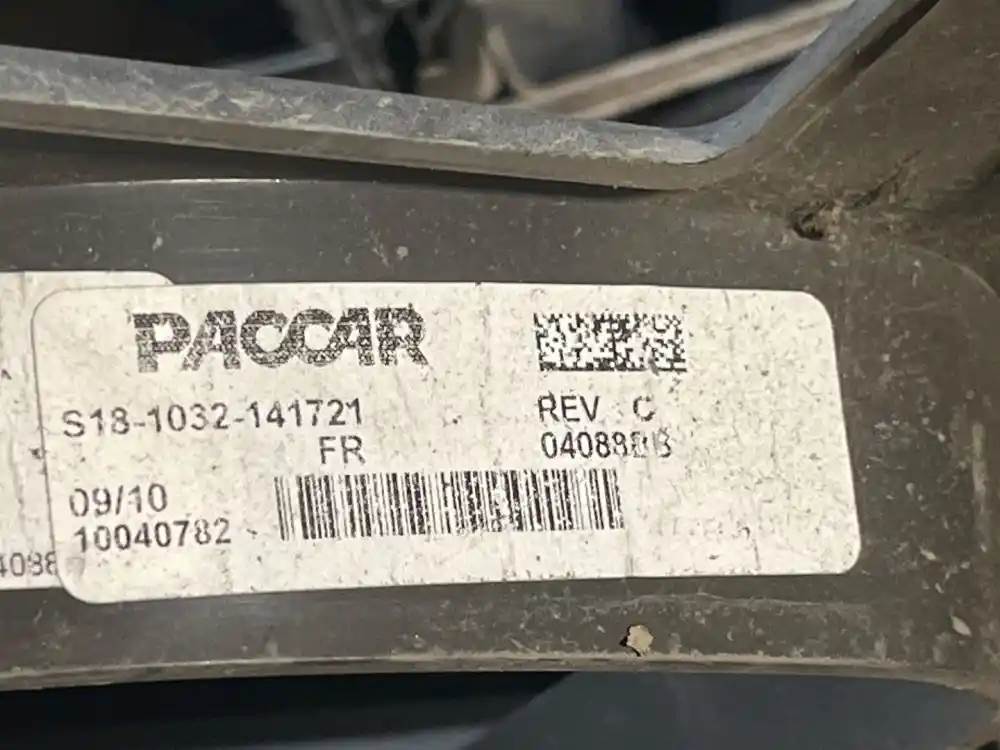 PACCAR
S18-1032-141721
REV C
FR
09/10
10040782